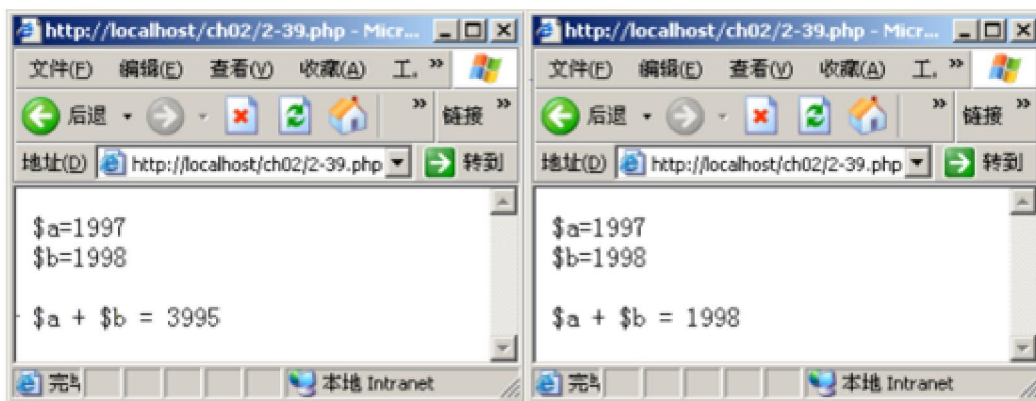 http://localhost/ch02/2-39.php - Micr...
文件(F) 编辑(E) 查看(V) 收藏(A) 工. »
后退 » 链接 »
地址(D) http://localhost/ch02/2-39.php 转到
$a=1997
$b=1998
$a + $b = 3995
本地 Intranet
http://localhost/ch02/2-39.php - Micr...
文件(F) 编辑(E) 查看(V) 收藏(A) 工. »
后退 » 链接 »
地址(D) http://localhost/ch02/2-39.php 转到
$a=1997
$b=1998
$a + $b = 1998
本地 Intranet